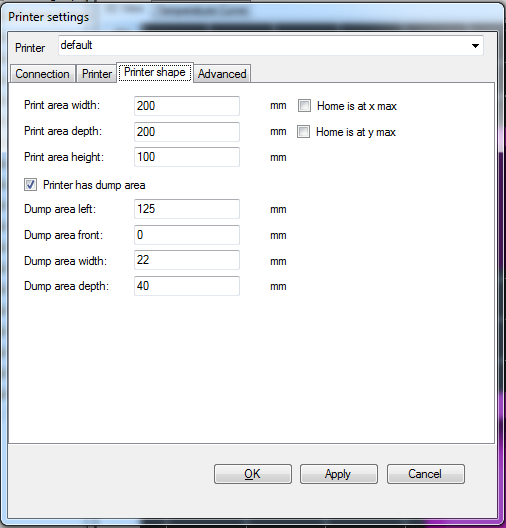 Printer settings
Printer default
Connection Printer Printer shape Advanced
Print area width: 200 mm Home is at x max
Print area depth: 200 mm Home is at y max
Print area height: 100 mm
Printer has dump area
Dump area left: 125 mm
Dump area front: 0 mm
Dump area width: 22 mm
Dump area depth: 40 mm
OK Apply Cancel